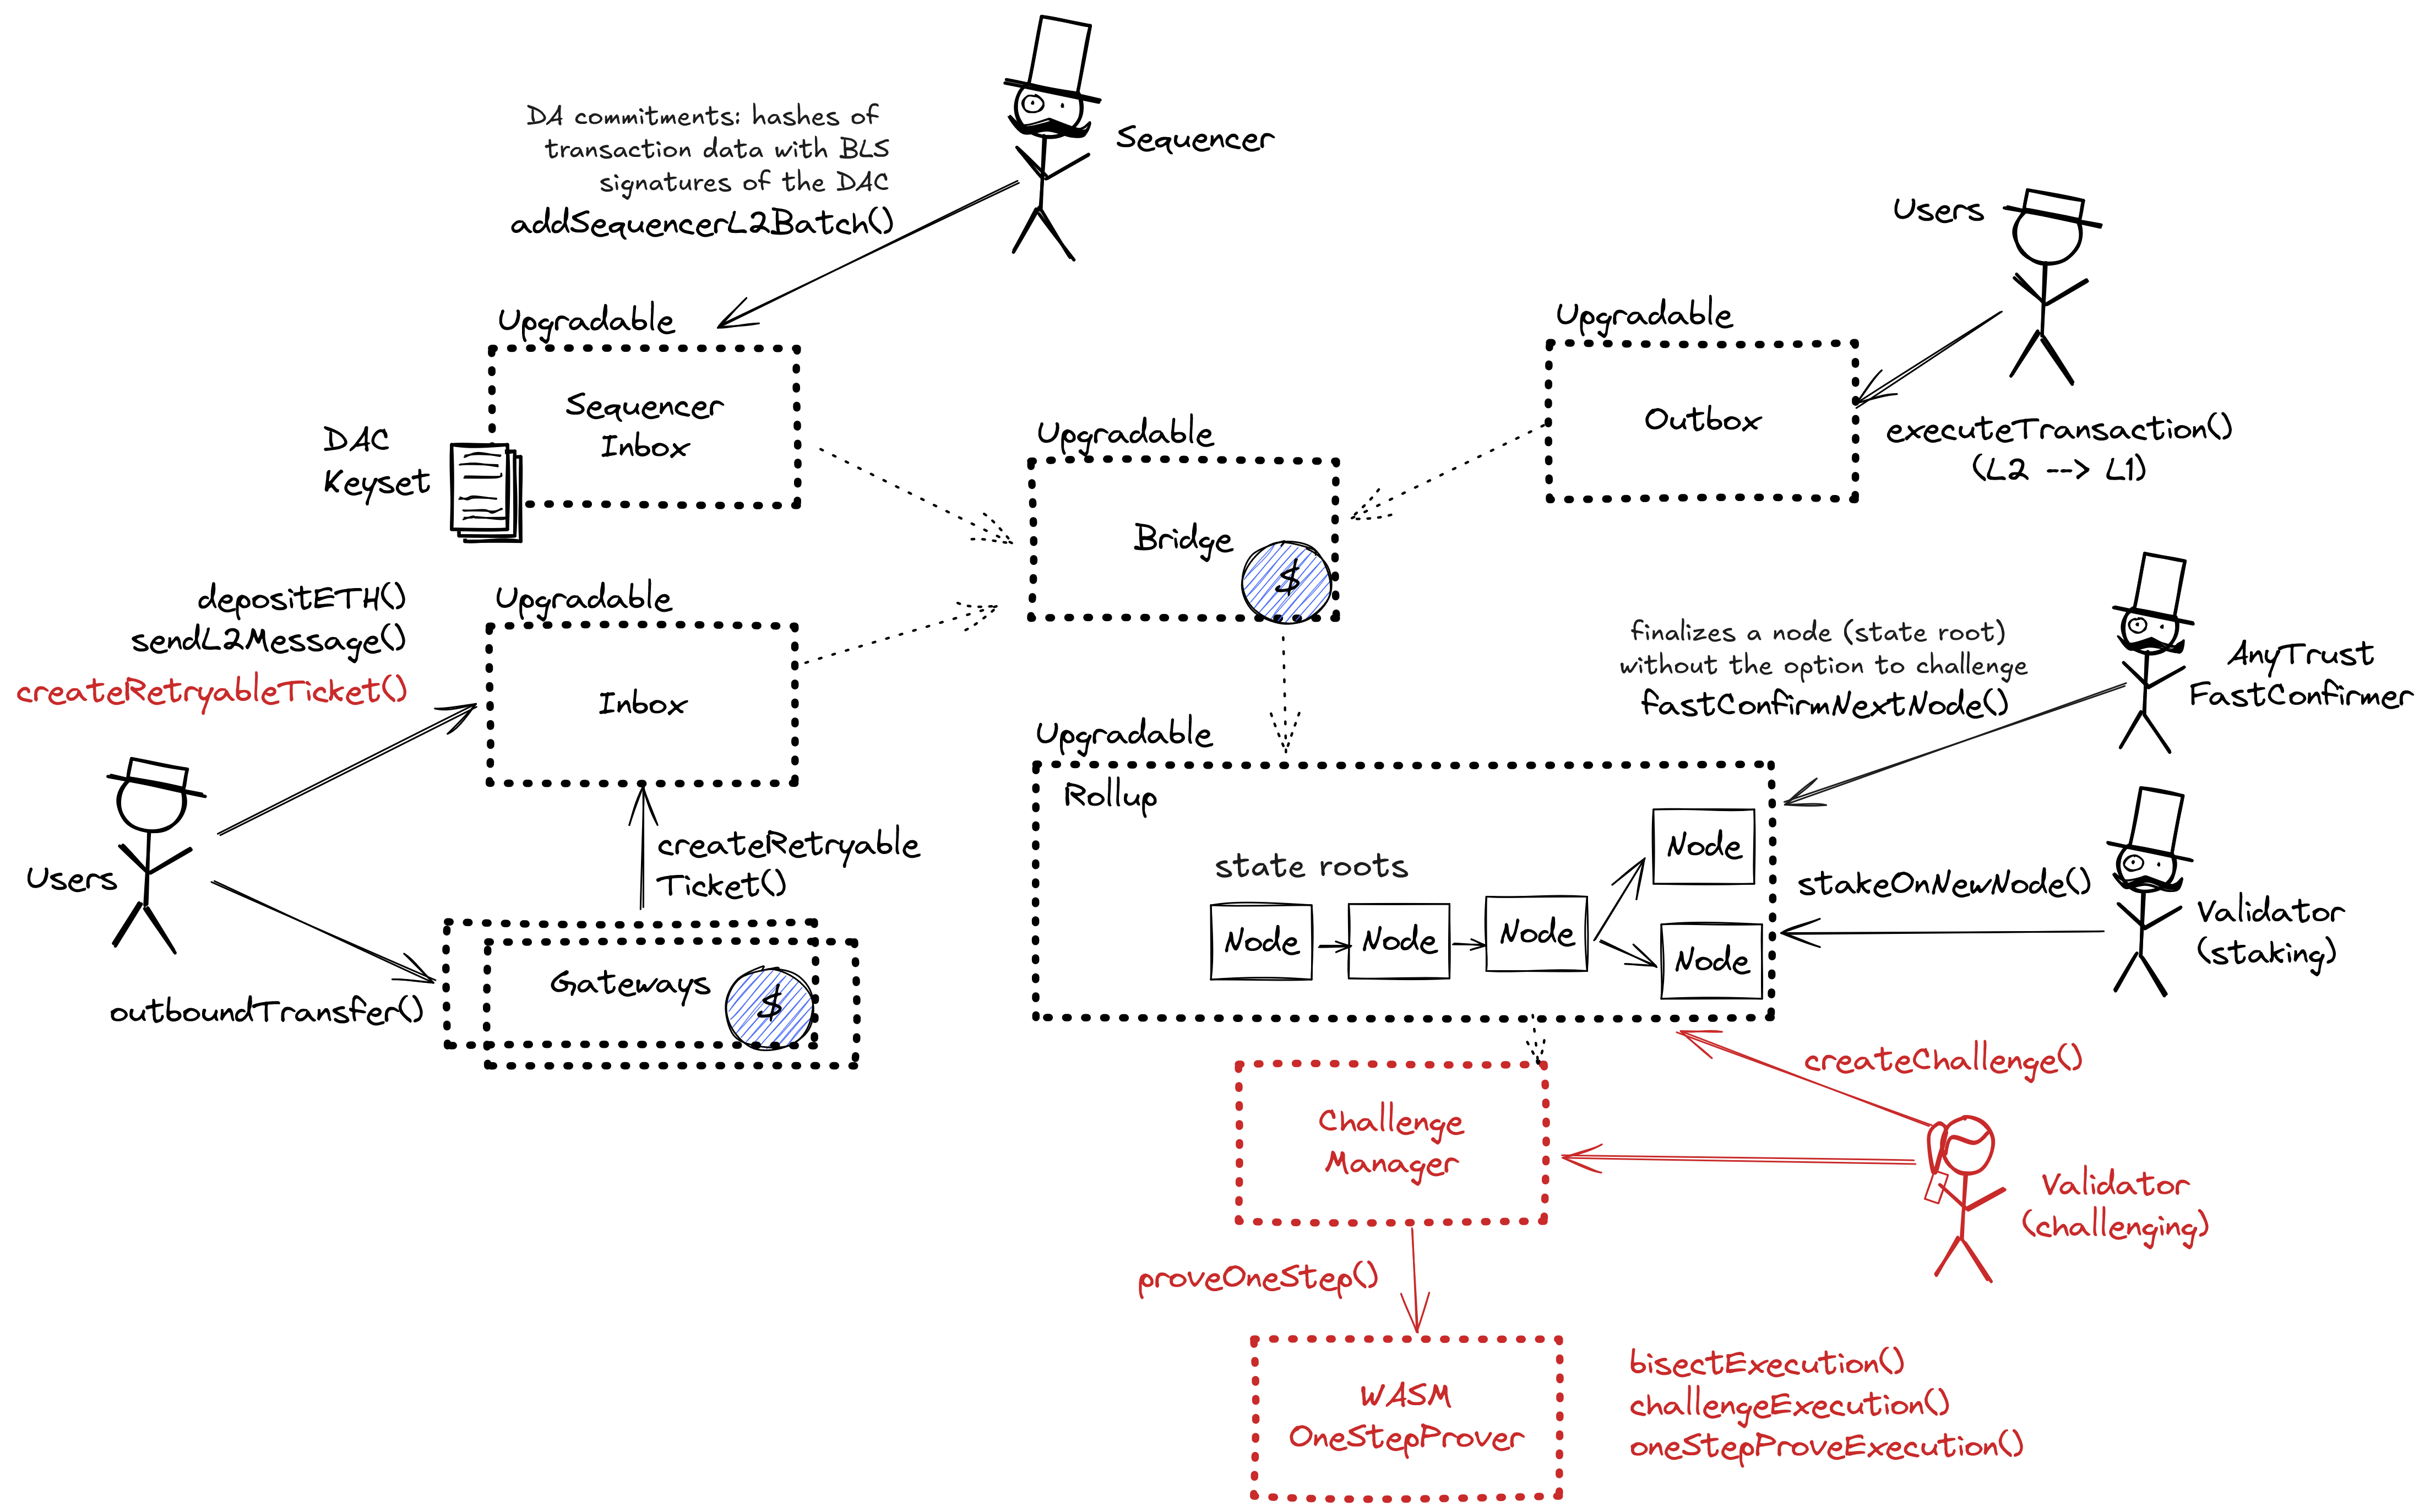 DA commitments: hashes of
transaction data with BLS
signatures of the DAC
addSequencerL2Batch()
Sequencer
Users
Upgradable
Sequencer
Inbox
DAC
Keyset
Upgradable
Outbox
executeTransaction()
(L2 --> L1)
Upgradable
Bridge
$
depositETH()
sendL2Message()
createRetryableTicket()
Upgradable
Inbox
finalizes a node (state root)
without the option to challenge
fastConfirmNextNode()
AnyTrust
FastConfirmer
Users
createRetryable
Ticket()
outboundTransfer()
Gateways
$
Upgradable
Rollup
state roots
Node
Node
Node
Node
Node
stakeOnNewNode()
Validator
(staking)
createChallenge()
Challenge
Manager
Validator
(challenging)
proveOneStep()
WASM
OneStepProver
bisectExecution()
challengeExecution()
oneStepProveExecution()